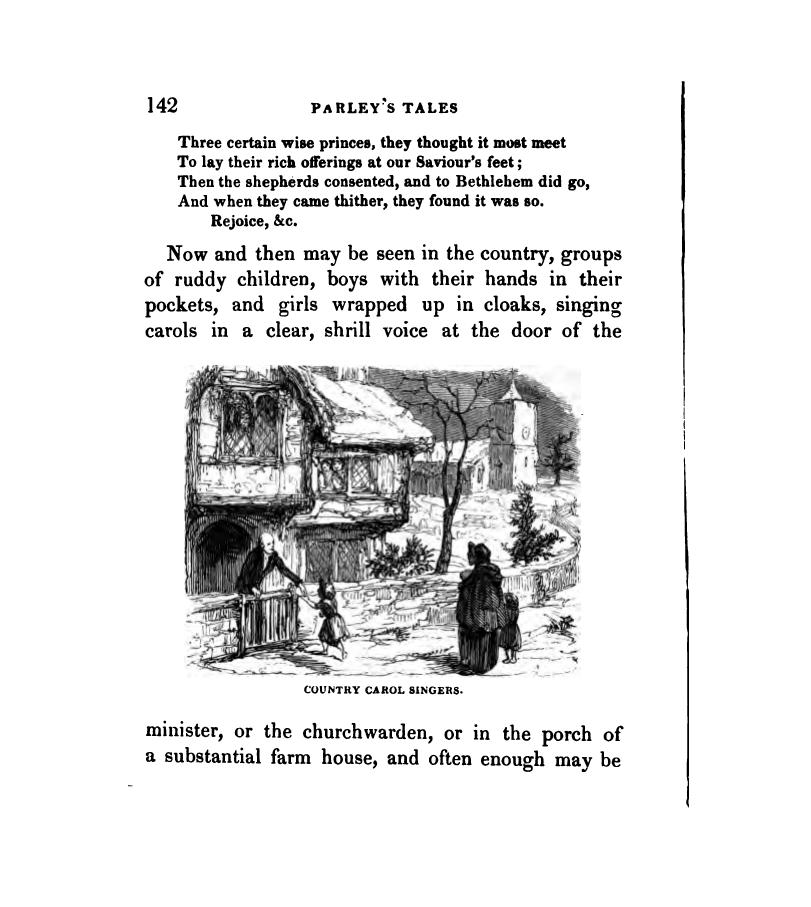 142 PARLEY'S TALES
Three certain wise princes, they thought it most meet
To lay their rich offerings at our Saviour's feet;
Then the shepherds consented, and to Bethlehem did go,
And when they came thither, they found it was so.
Rejoice, &c.
Now and then may be seen in the country, groups
of ruddy children, boys with their hands in their
pockets, and girls wrapped up in cloaks, singing
carols in a clear, shrill voice at the door of the
COUNTRY CAROL SINGERS.
minister, or the churchwarden, or in the porch of
a substantial farm house, and often enough may be